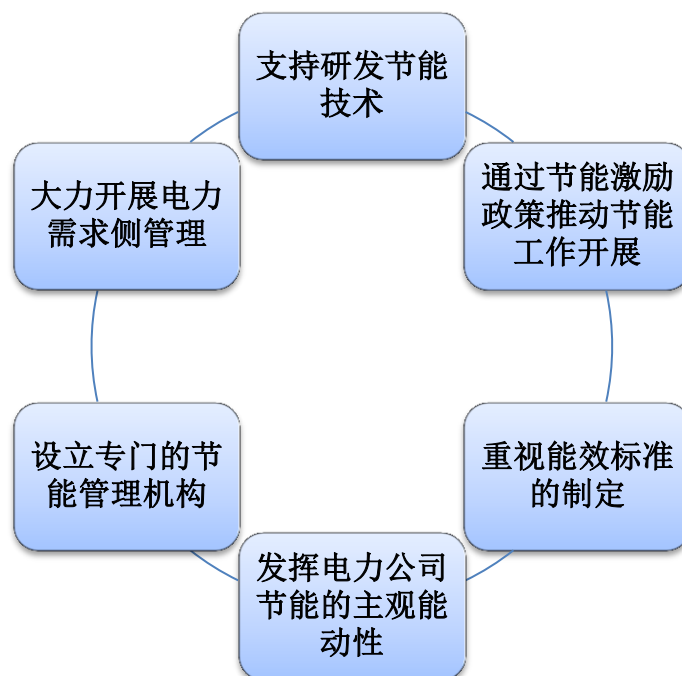 支持研发节能
技术
通过节能激励
政策推动节能
工作开展
重视能效标准
的制定
发挥电力公司
节能的主观能
动性
设立专门的节
能管理机构
大力开展电力
需求侧管理